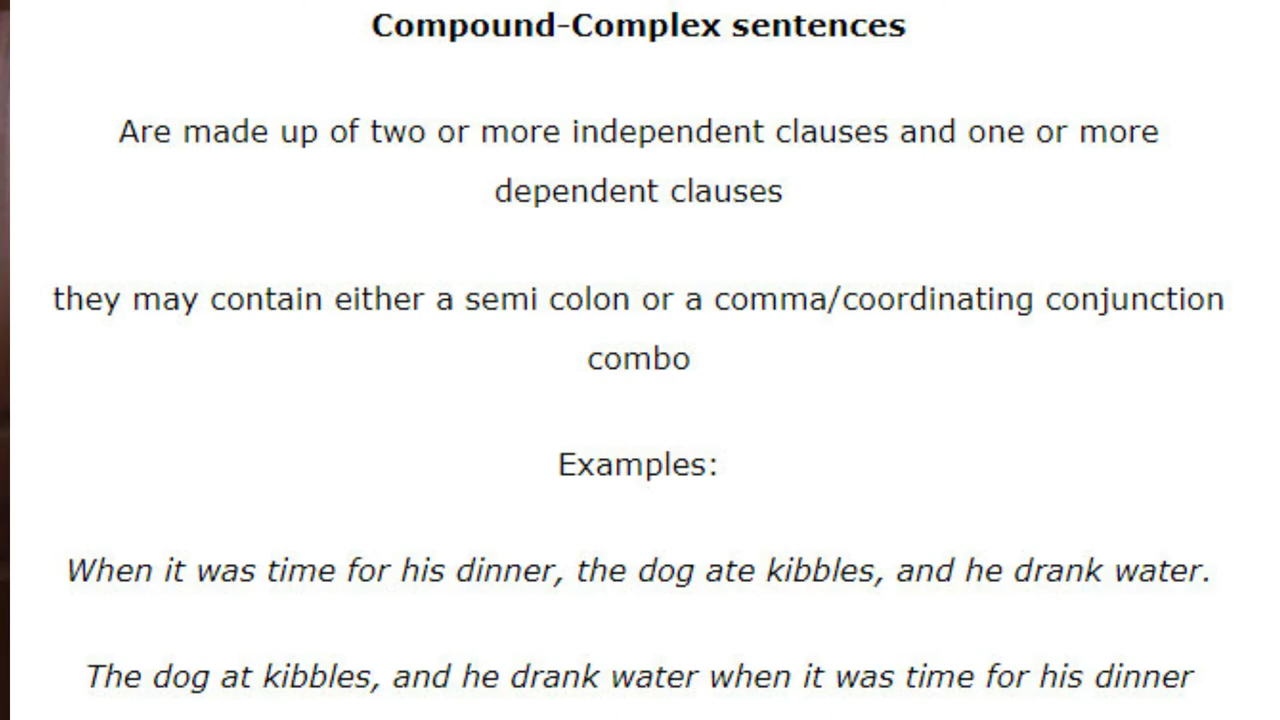 Compound-Complex sentences
Are made up of two or more independent clauses and one or more
dependent clauses
they may contain either a semi colon or a comma/coordinating conjunction
combo
Examples:
When it was time for his dinner, the dog ate kibbles, and he drank water.
The dog at kibbles, and he drank water when it was time for his dinner